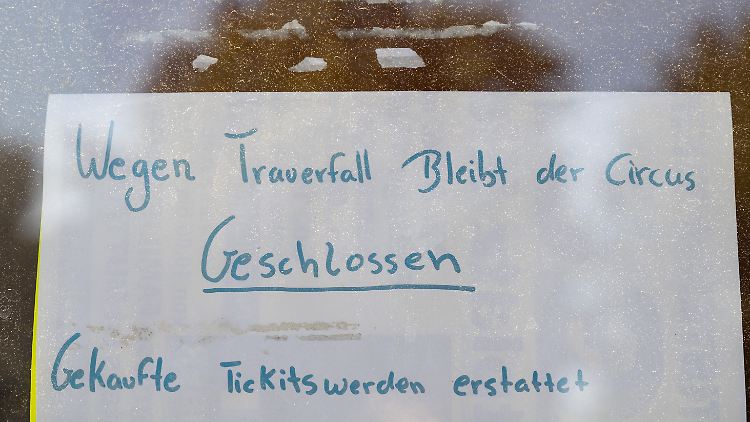 Wegen Trauerfall Bleibt der Circus
Geschlossen
Gekaufte Tickits werden erstattet